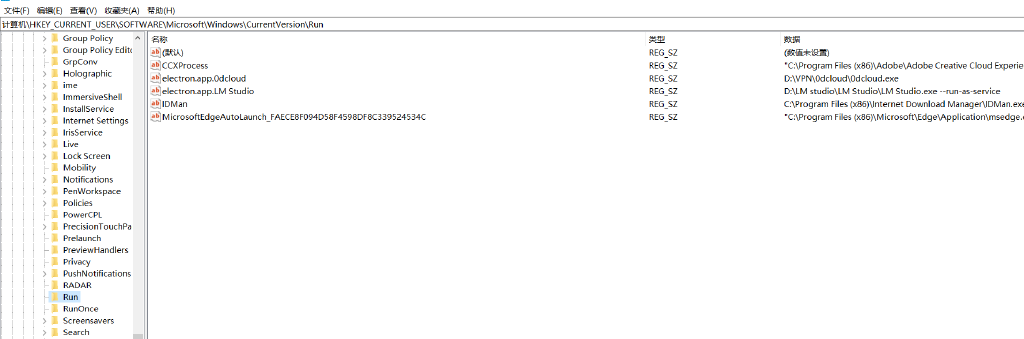 文件(F) 编辑(E) 查看(V) 收藏夹(A) 帮助(H)
计算机\HKEY_CURRENT_USER\SOFTWARE\Microsoft\Windows\CurrentVersion\Run
Group Policy
Group Policy Edito
GrpConv
Holographic
ime
ImmersiveShell
InstallService
Internet Settings
IrisService
Live
Lock Screen
Mobility
Notifications
PenWorkspace
Policies
PowerCPL
PrecisionTouchPa
Prelaunch
PreviewHandlers
Privacy
PushNotifications
RADAR
Run
RunOnce
Screensavers
Search
名称 类型 数据
(默认) REG_SZ (数值未设置)
CCXProcess REG_SZ "C:\Program Files (x86)\Adobe\Adobe Creative Cloud Experie
electron.app.0dcloud REG_SZ D:\VPN\0dcloud\0dcloud.exe
electron.app.LM Studio REG_SZ D:\LM studio\LM Studio\LM Studio.exe --run-as-service
IDMan REG_SZ C:\Program Files (x86)\Internet Download Manager\IDMan.exe
MicrosoftEdgeAutoLaunch_FAECE8F094D58F4598DF8C339524534C REG_SZ "C:\Program Files (x86)\Microsoft\Edge\Application\msedge.e